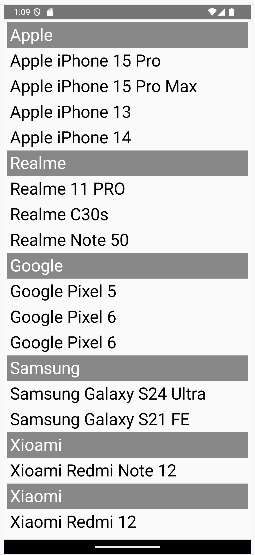 1:09
Apple
Apple iPhone 15 Pro
Apple iPhone 15 Pro Max
Apple iPhone 13
Apple iPhone 14
Realme
Realme 11 PRO
Realme C30s
Realme Note 50
Google
Google Pixel 5
Google Pixel 6
Google Pixel 6
Samsung
Samsung Galaxy S24 Ultra
Samsung Galaxy S21 FE
Xioami
Xioami Redmi Note 12
Xiaomi
Xiaomi Redmi 12